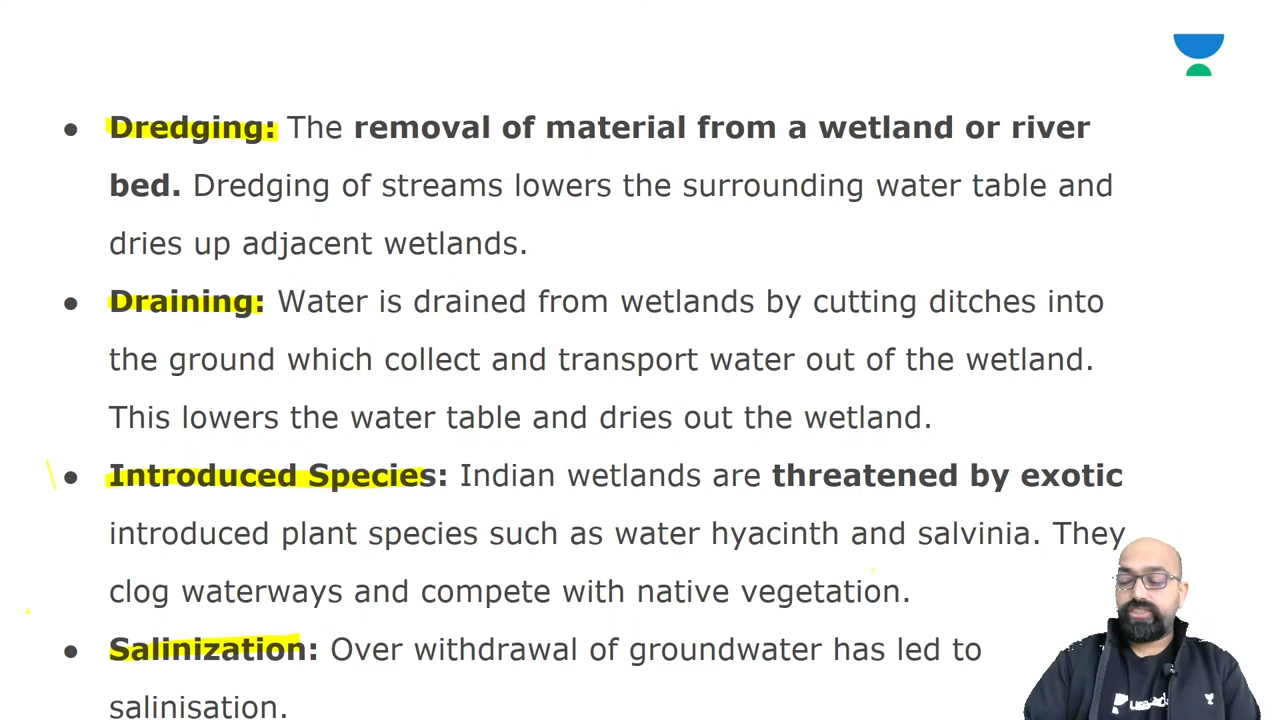 ● Dredging: The removal of material from a wetland or river
bed. Dredging of streams lowers the surrounding water table and
dries up adjacent wetlands.
● Draining: Water is drained from wetlands by cutting ditches into
the ground which collect and transport water out of the wetland.
This lowers the water table and dries out the wetland.
● Introduced Species: Indian wetlands are threatened by exotic
introduced plant species such as water hyacinth and salvinia. They
clog waterways and compete with native vegetation.
● Salinization: Over withdrawal of groundwater has led to
salinisation.